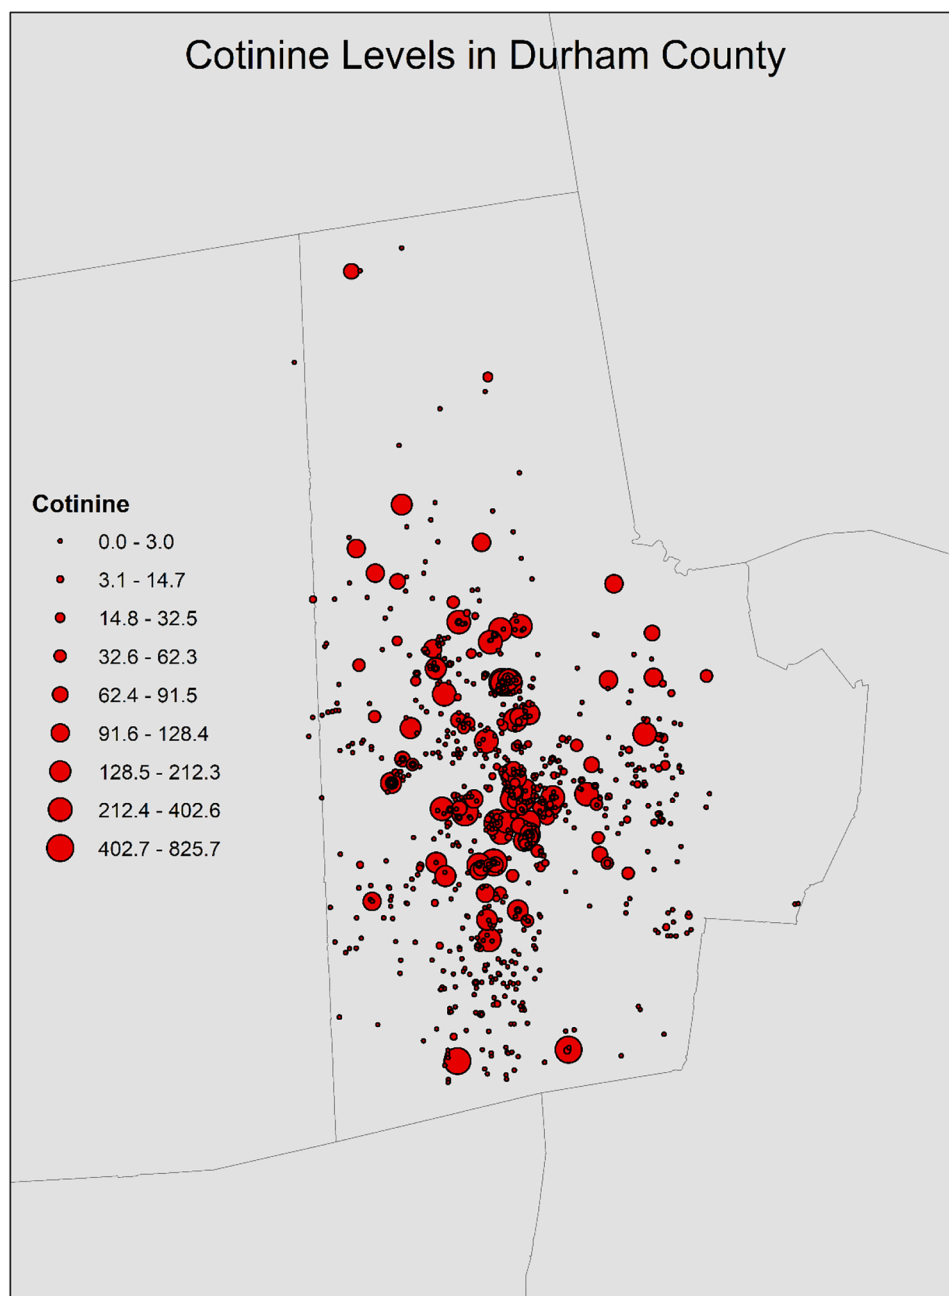 Cotinine Levels in Durham County
Cotinine
0.0 - 3.0
3.1 - 14.7
14.8 - 32.5
32.6 - 62.3
62.4 - 91.5
91.6 - 128.4
128.5 - 212.3
212.4 - 402.6
402.7 - 825.7